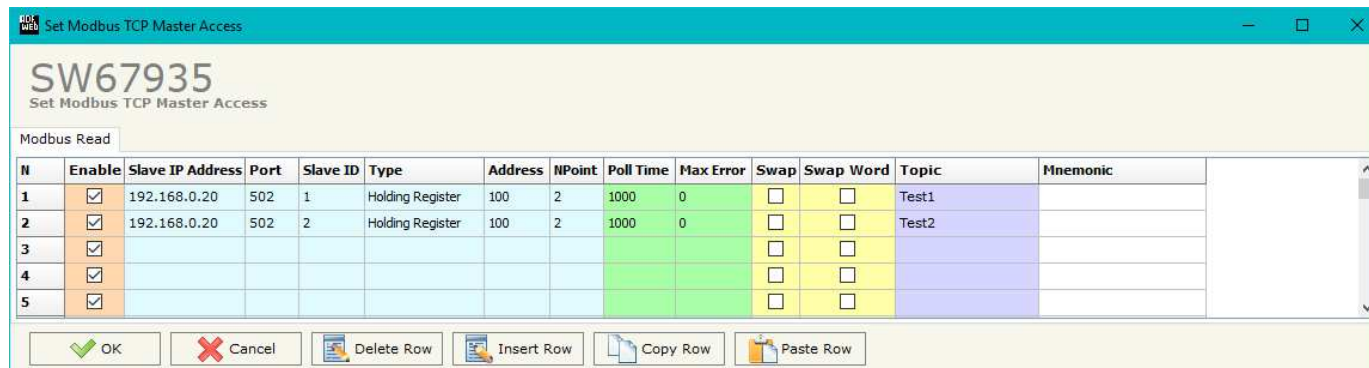 ADF WEB Set Modbus TCP Master Access
SW67935
Set Modbus TCP Master Access
Modbus Read
N Enable Slave IP Address Port Slave ID Type Address NPoint Poll Time Max Error Swap Swap Word Topic Mnemonic
1 192.168.0.20 502 1 Holding Register 100 2 1000 0 Test1
2 192.168.0.20 502 2 Holding Register 100 2 1000 0 Test2
3
4
5
OK Cancel Delete Row Insert Row Copy Row Paste Row